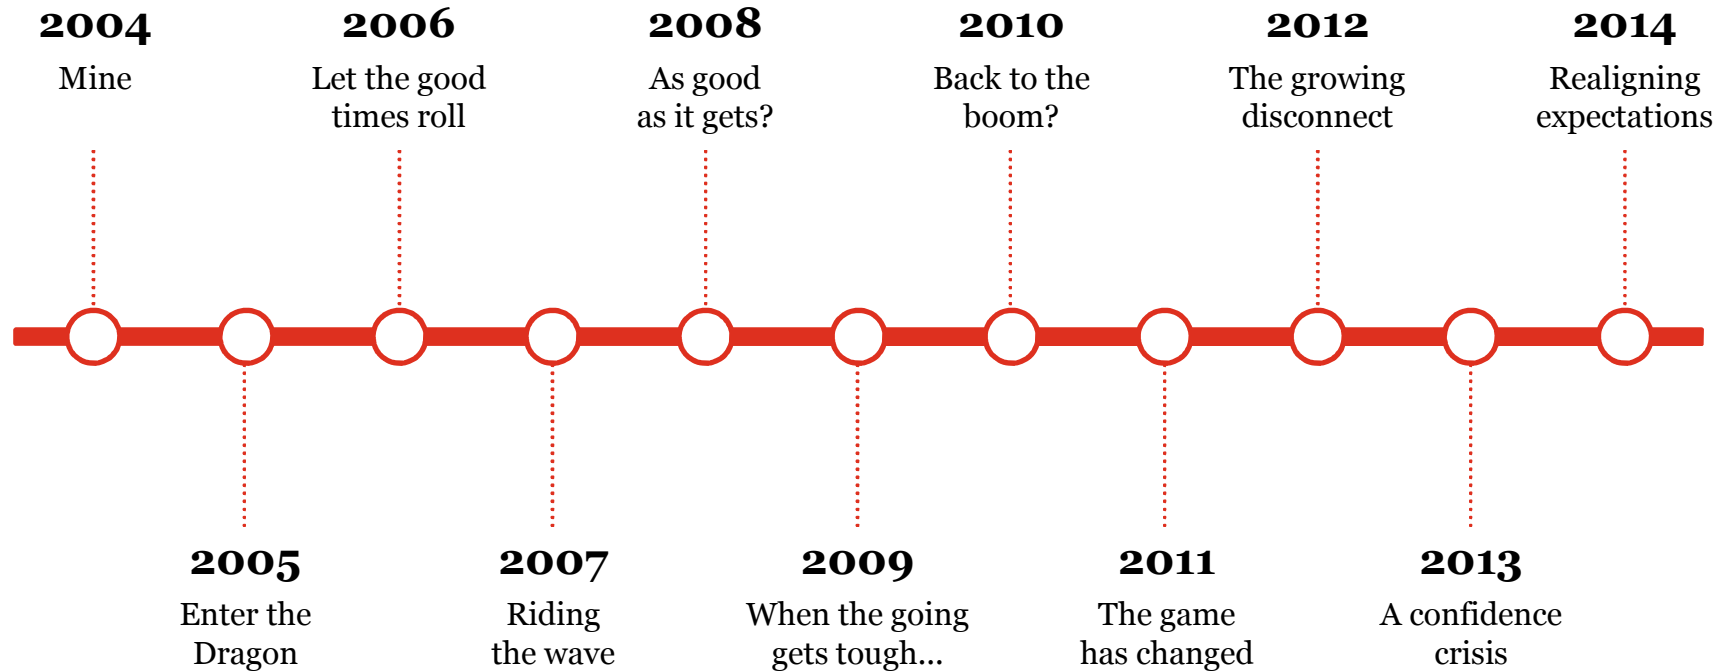 2004
Mine
2006
Let the good
times roll
2008
As good
as it gets?
2010
Back to the
boom?
2012
The growing
disconnect
2014
Realigning
expectations
2005
Enter the
Dragon
2007
Riding
the wave
2009
When the going
gets tough...
2011
The game
has changed
2013
A confidence
crisis